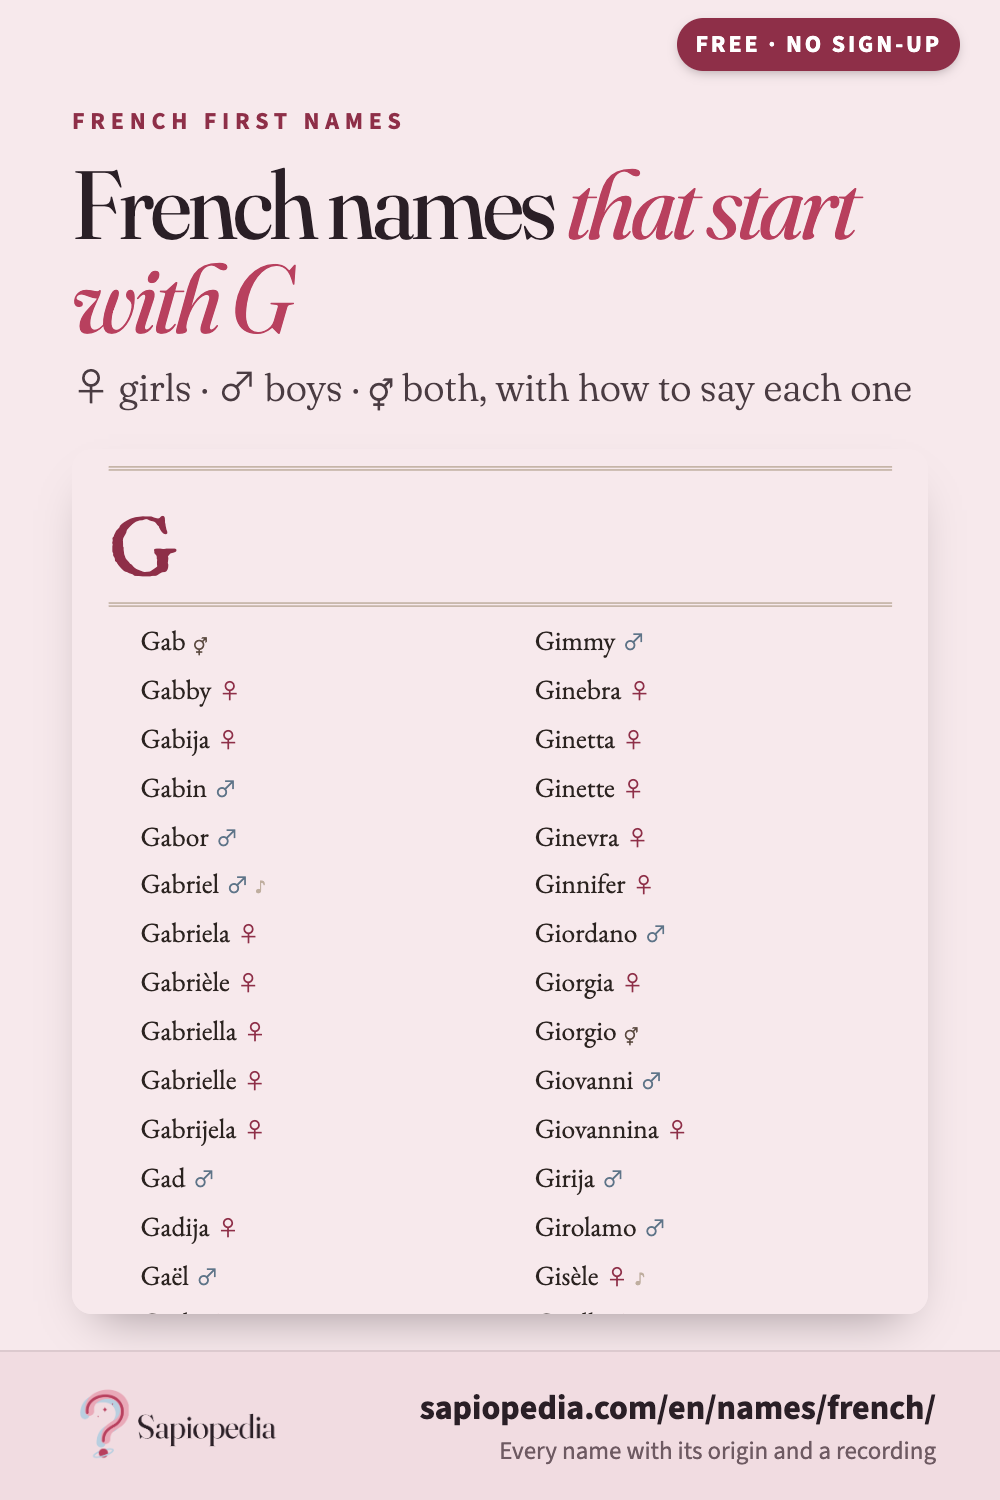 FREE · NO SIGN-UP
FRENCH FIRST NAMES
French names that start
with G
♀ girls · ♂ boys · ⚥ both, with how to say each one
G
Gab ⚥
Gabby ♀
Gabija ♀
Gabin ♂
Gabor ♂
Gabriel ♂ ♪
Gabriela ♀
Gabrièle ♀
Gabriella ♀
Gabrielle ♀
Gabrijela ♀
Gad ♂
Gadija ♀
Gaël ♂
Gimmy ♂
Ginebra ♀
Ginetta ♀
Ginette ♀
Ginevra ♀
Ginnifer ♀
Giordano ♂
Giorgia ♀
Giorgio ⚥
Giovanni ♂
Giovannina ♀
Girija ♂
Girolamo ♂
Gisèle ♀ ♪
Sapiopedia
sapiopedia.com/en/names/french/
Every name with its origin and a recording